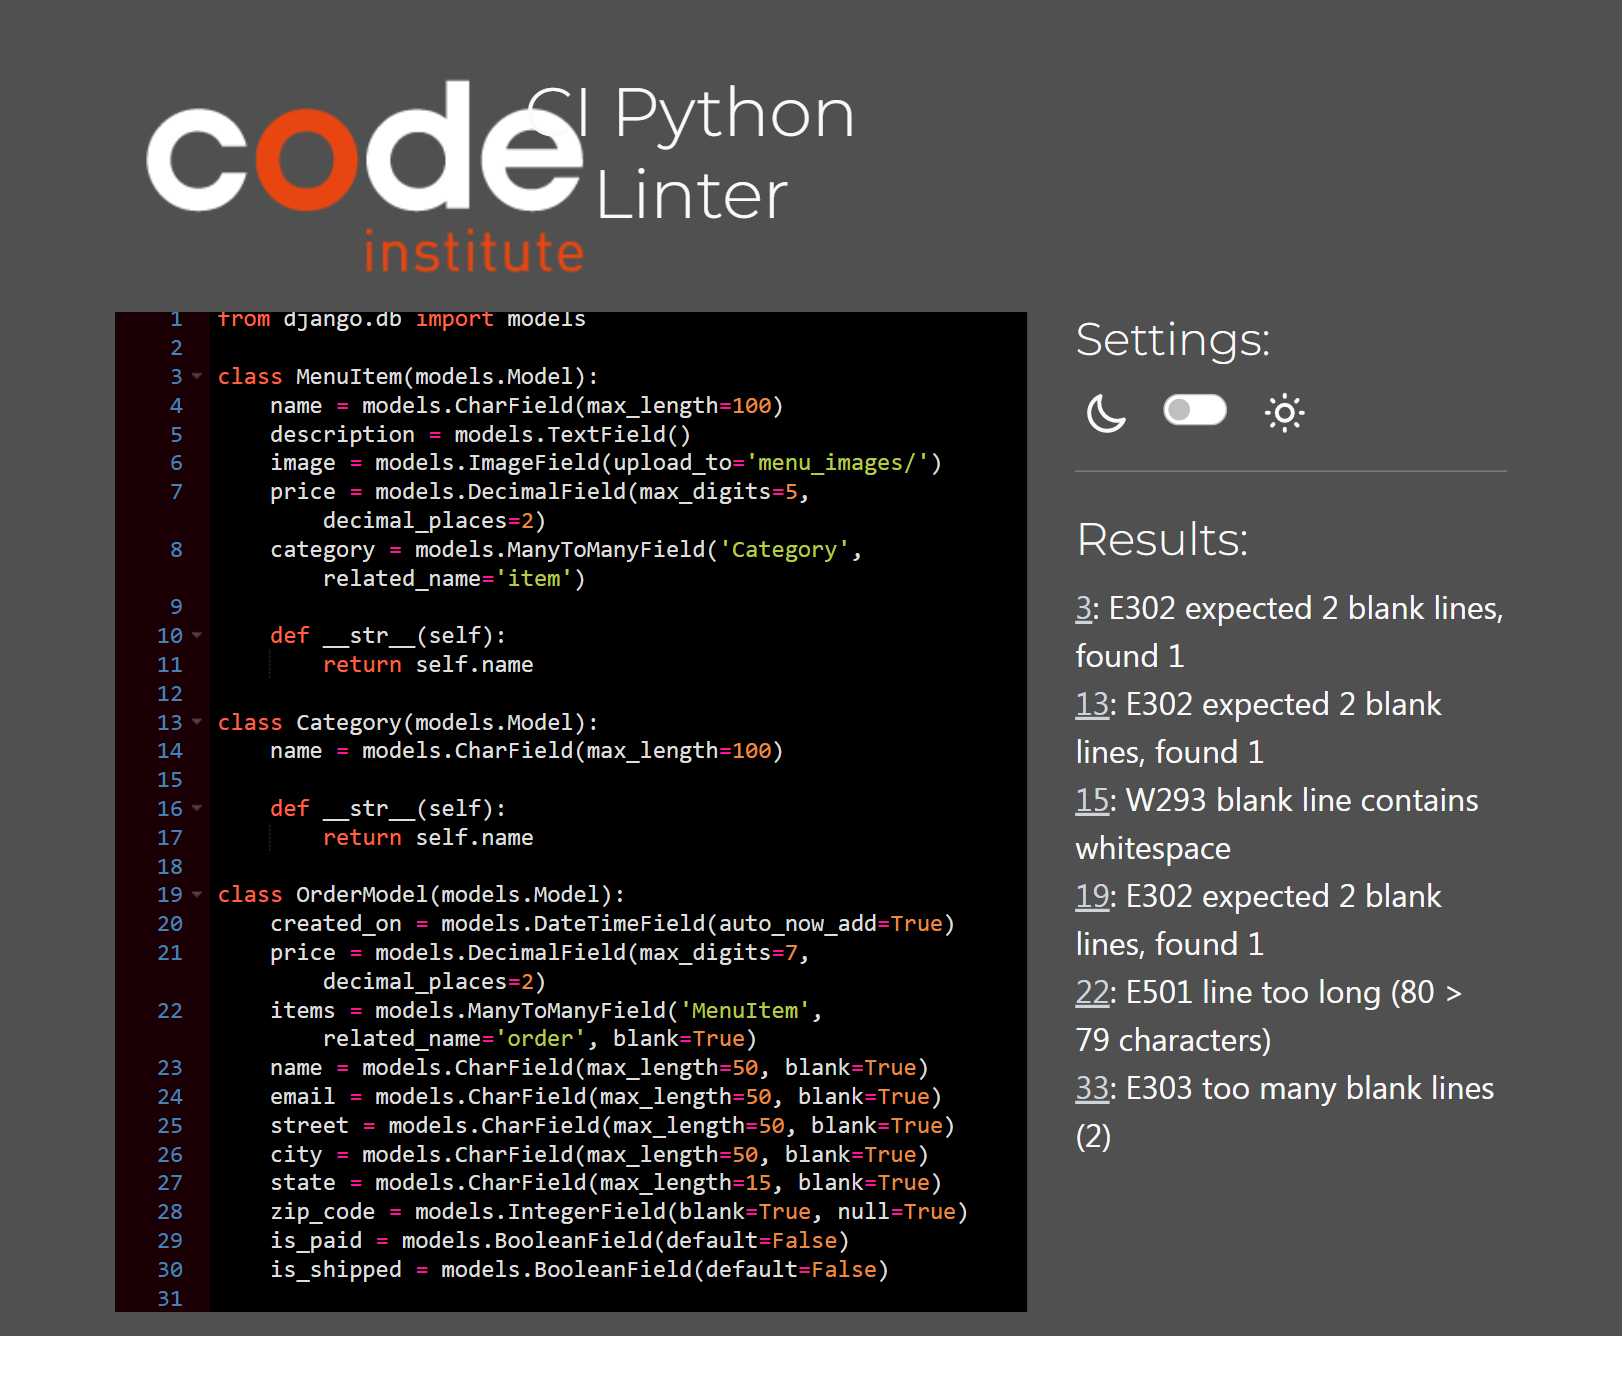 code
institute
CI Python
Linter
1 from django.db import models
2
3 class MenuItem(models.Model):
4     name = models.CharField(max_length=100)
5     description = models.TextField()
6     image = models.ImageField(upload_to='menu_images/')
7     price = models.DecimalField(max_digits=5,
        decimal_places=2)
8     category = models.ManyToManyField('Category',
        related_name='item')
9
10     def __str__(self):
11         return self.name
12
13 class Category(models.Model):
14     name = models.CharField(max_length=100)
15
16     def __str__(self):
17         return self.name
18
19 class OrderModel(models.Model):
20     created_on = models.DateTimeField(auto_now_add=True)
21     price = models.DecimalField(max_digits=7,
        decimal_places=2)
22     items = models.ManyToManyField('MenuItem',
        related_name='order', blank=True)
23     name = models.CharField(max_length=50, blank=True)
24     email = models.CharField(max_length=50, blank=True)
25     street = models.CharField(max_length=50, blank=True)
26     city = models.CharField(max_length=50, blank=True)
27     state = models.CharField(max_length=15, blank=True)
28     zip_code = models.IntegerField(blank=True, null=True)
29     is_paid = models.BooleanField(default=False)
30     is_shipped = models.BooleanField(default=False)
31
Settings:
Results:
3: E302 expected 2 blank lines,
found 1
13: E302 expected 2 blank
lines, found 1
15: W293 blank line contains
whitespace
19: E302 expected 2 blank
lines, found 1
22: E501 line too long (80 >
79 characters)
33: E303 too many blank lines
(2)